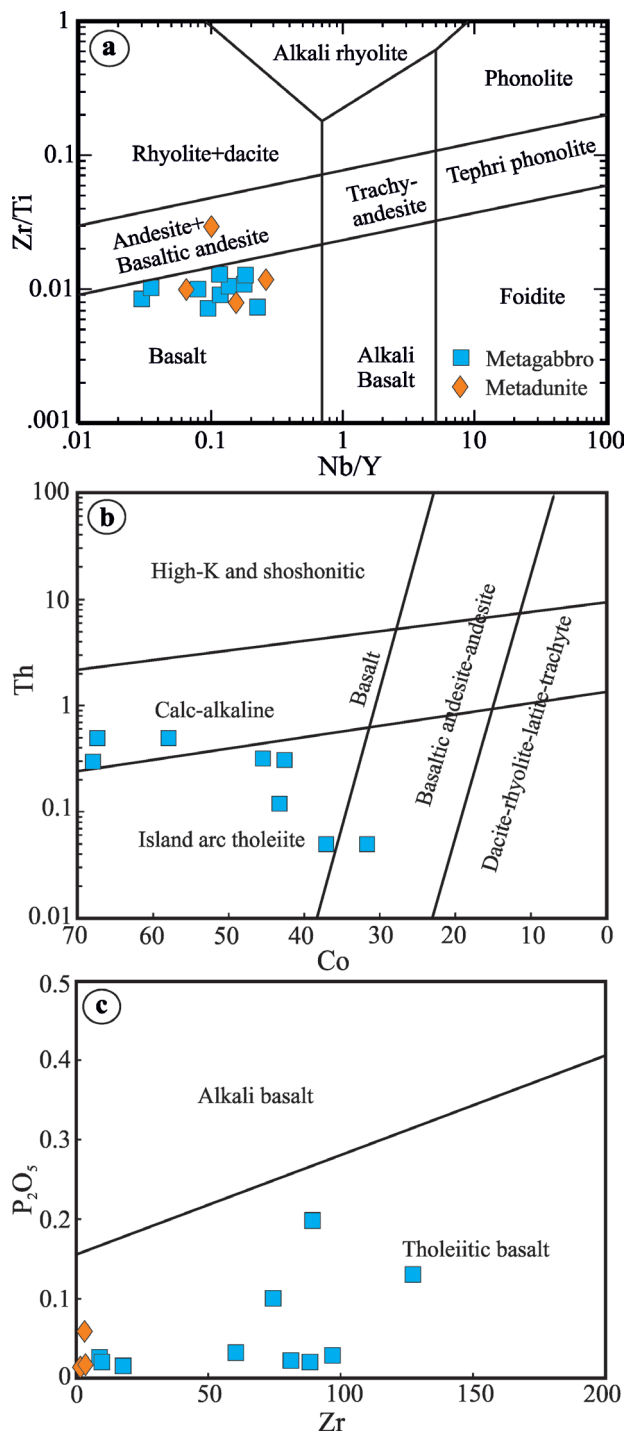 a
1
Alkali rhyolite
Phonolite
0.1
Rhyolite+dacite
Trachy-
andesite
Tephri phonolite
Zr/Ti
Andesite+
Basaltic andesite
0.01
Foidite
Basalt
Alkali
Basalt
Metagabbro
Metadunite
.001
.01
0.1
1
10
100
Nb/Y
b
100
High-K and shoshonitic
10
Th
1
Calc-alkaline
Basalt
Basaltic andesite-andesite
Dacite-rhyolite-latite-trachyte
0.1
Island arc tholeiite
0.01
70
60
50
40
30
20
10
0
Co
c
0.5
0.4
Alkali basalt
0.3
P₂O₅
0.2
Tholeiitic basalt
0.1
0
0
50
100
150
200
Zr